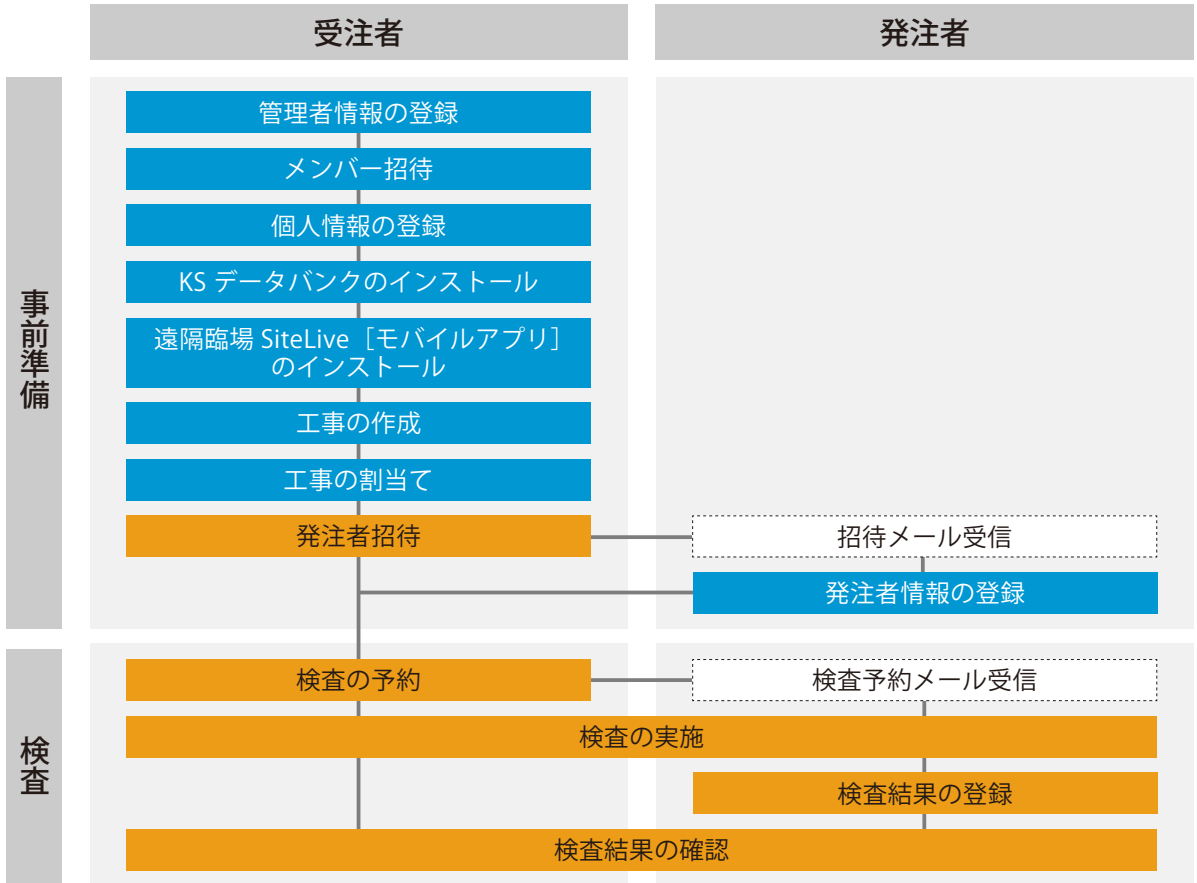 受注者
発注者
事前準備
管理者情報の登録
メンバー招待
個人情報の登録
KS データバンクのインストール
遠隔臨場 SiteLive［モバイルアプリ］
のインストール
工事の作成
工事の割当て
発注者招待
招待メール受信
発注者情報の登録
検査
検査の予約
検査予約メール受信
検査の実施
検査結果の登録
検査結果の確認